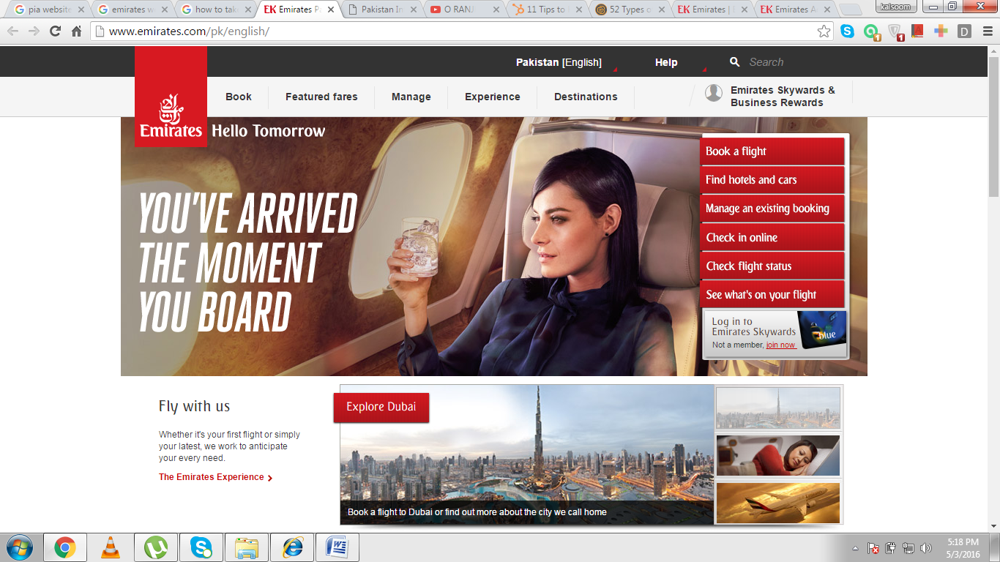 pia website
emirates w
how to take
Emirates Pa
Pakistan In
O RANJ
11 Tips to
52 Types o
Emirates | 
Emirates A
kalsoom
www.emirates.com/pk/english/
Pakistan [English]
Help
Search
Book
Featured fares
Manage
Experience
Destinations
Emirates Skywards &
Business Rewards
Emirates
Hello Tomorrow
YOU'VE ARRIVED
THE MOMENT
YOU BOARD
Book a flight
Find hotels and cars
Manage an existing booking
Check in online
Check flight status
See what's on your flight
Log in to
Emirates Skywards
Not a member, join now
blue
Fly with us
Whether it's your first flight or simply
your latest, we work to anticipate
your every need.
The Emirates Experience
Explore Dubai
Book a flight to Dubai or find out more about the city we call home
5:18 PM
5/3/2016